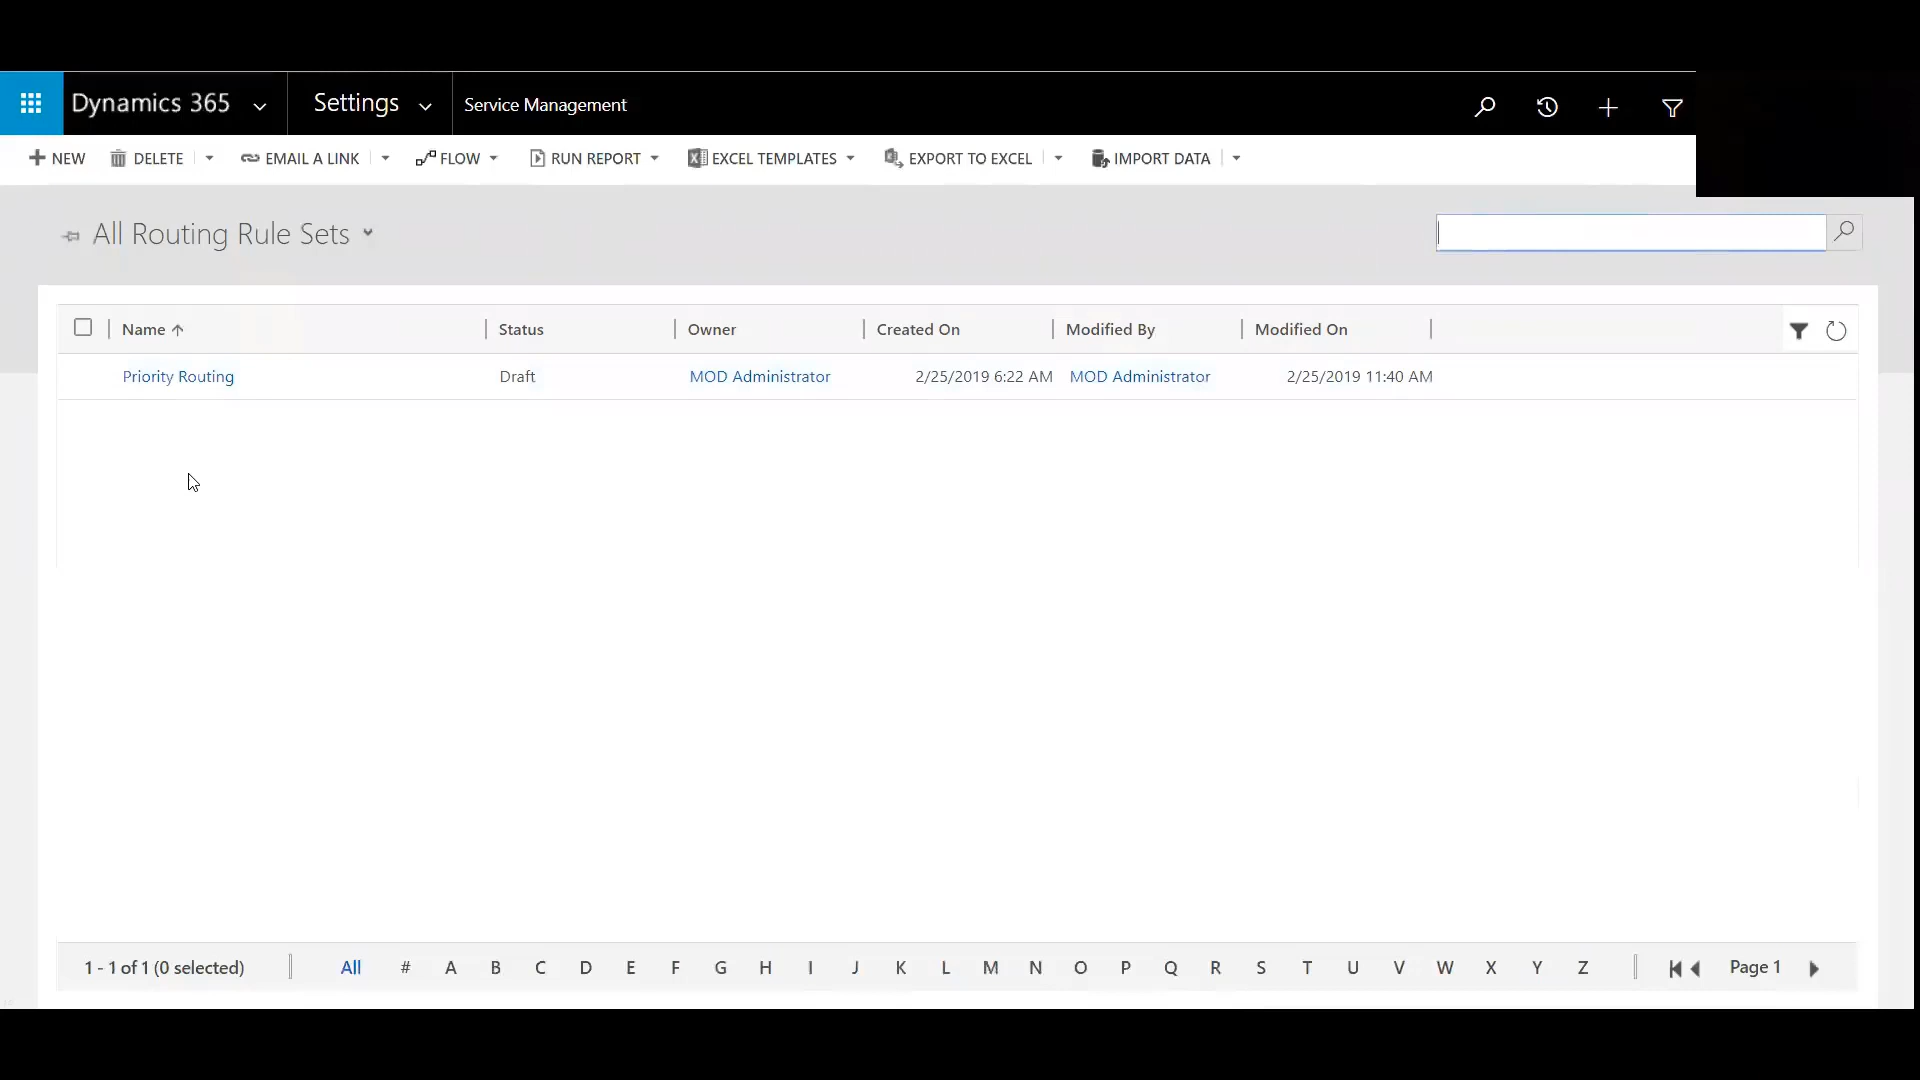 Dynamics 365 Settings Service Management
NEW DELETE EMAIL A LINK FLOW RUN REPORT EXCEL TEMPLATES EXPORT TO EXCEL IMPORT DATA
All Routing Rule Sets
Name Status Owner Created On Modified By Modified On
Priority Routing Draft MOD Administrator 2/25/2019 6:22 AM MOD Administrator 2/25/2019 11:40 AM
1 - 1 of 1 (0 selected) All # A B C D E F G H I J K L M N O P Q R S T U V W X Y Z Page 1